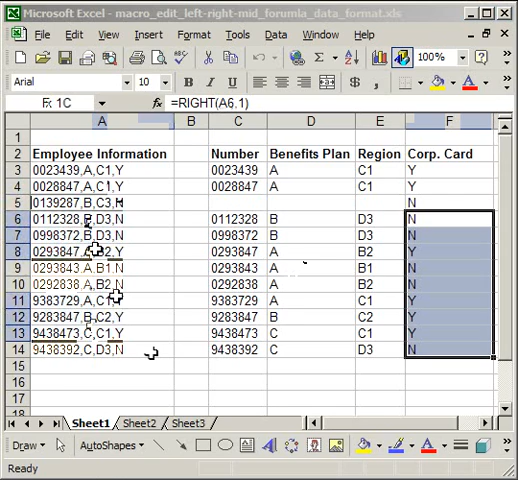 Microsoft Excel - macro_edit_left-right-mid_forumla_data_format.xls
File Edit View Insert Format Tools Data Window Help
100%
Arial 10 B I U $
1C fx =RIGHT(A6,1)
A B C D E F
1
2 Employee Information Number Benefits Plan Region Corp. Card
3 0023439,A,C1,Y 0023439 A C1 Y
4 0028847,A,C1,Y 0028847 A C1 Y
5 0139287,B,C3,N N
6 0112328,B,D3,N 0112328 B D3 N
7 0998372,B,D3,N 0998372 B D3 N
8 0293847,A,B2,Y 0293847 A B2 Y
9 0293843,A,B1,N 0293843 A B1 N
10 0292838,A,B2,N 0292838 A B2 N
11 9383729,A,C1,Y 9383729 A C1 Y
12 9283847,B,C2,Y 9283847 B C2 Y
13 9438473,C,C1,Y 9438473 C C1 Y
14 9438392,C,D3,N 9438392 C D3 N
15
16
17
18
Sheet1 Sheet2 Sheet3
Draw AutoShapes
Ready